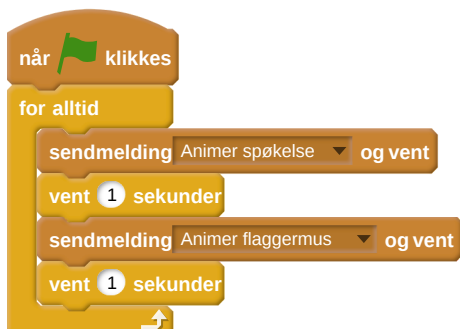 når klikkes
for alltid
sendmelding Animer spøkelse og vent
vent 1 sekunder
sendmelding Animer flaggermus og vent
vent 1 sekunder